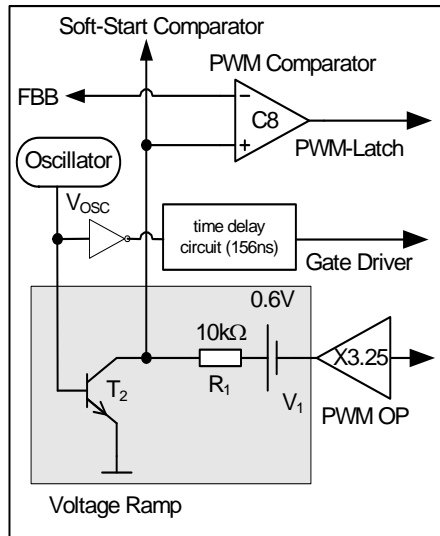 Soft-Start Comparator
PWM Comparator
FBB
−
C8
+
Oscillator
PWM-Latch
VOSC
time delay
circuit (156ns)
Gate Driver
0.6V
10kΩ
X3.25
T2
R1
V1
PWM OP
Voltage Ramp